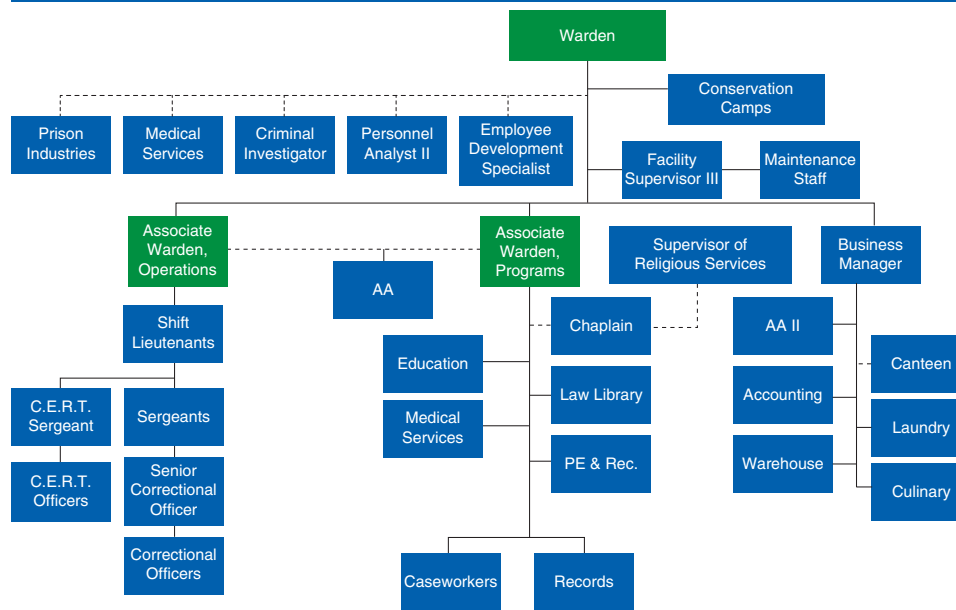 Warden
Conservation
Camps
Prison
Industries
Medical
Services
Criminal
Investigator
Personnel
Analyst II
Employee
Development
Specialist
Facility
Supervisor III
Maintenance
Staff
Associate
Warden,
Operations
Associate
Warden,
Programs
Supervisor of
Religious Services
Business
Manager
AA
Shift
Lieutenants
Chaplain
AA II
Education
Canteen
C.E.R.T.
Sergeant
Sergeants
Law Library
Accounting
Medical
Services
Laundry
C.E.R.T.
Officers
Senior
Correctional
Officer
PE & Rec.
Warehouse
Culinary
Correctional
Officers
Caseworkers
Records